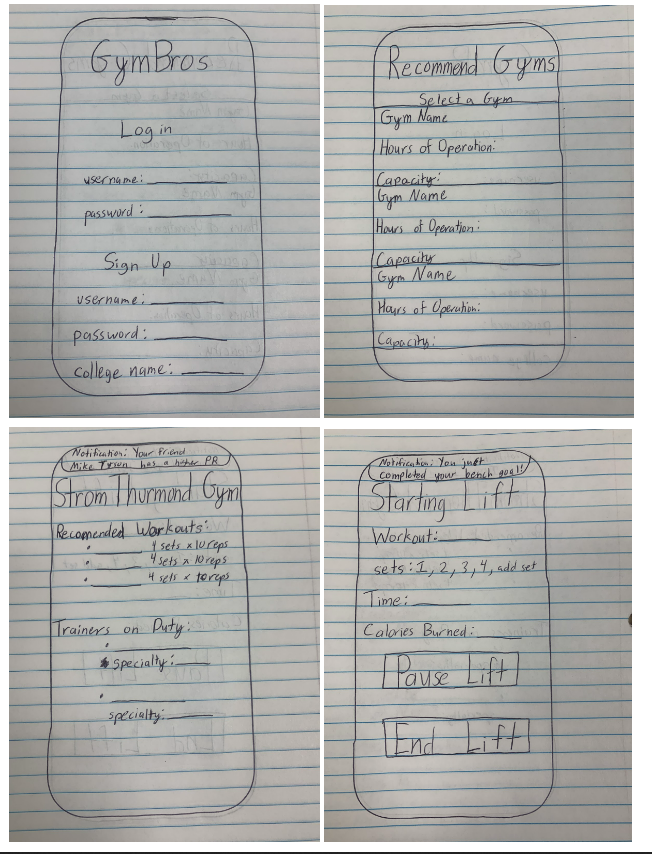 GymBros
Login
username:
password:
Sign Up
username:
password:
college name:
Recommend Gyms
Select a Gym
Gym Name
Hours of Operation:
Capacity:
Gym Name
Hours of Operation:
Capacity
Gym Name
Hours of Operation:
Capacity:
Notification: Your friend
Mike Tyson has a higher PR
Strom Thurmond Gym
Recomended Workouts:
4 sets x 10 reps
4 sets x 10 reps
4 sets x 10 reps
Trainers on Duty:
specialty:
specialty:
Notification: You just
completed your bench goal!
Starting Lift
Workout:
sets: 1, 2, 3, 4, add set
Time:
Calories Burned:
Pause Lift
End Lift